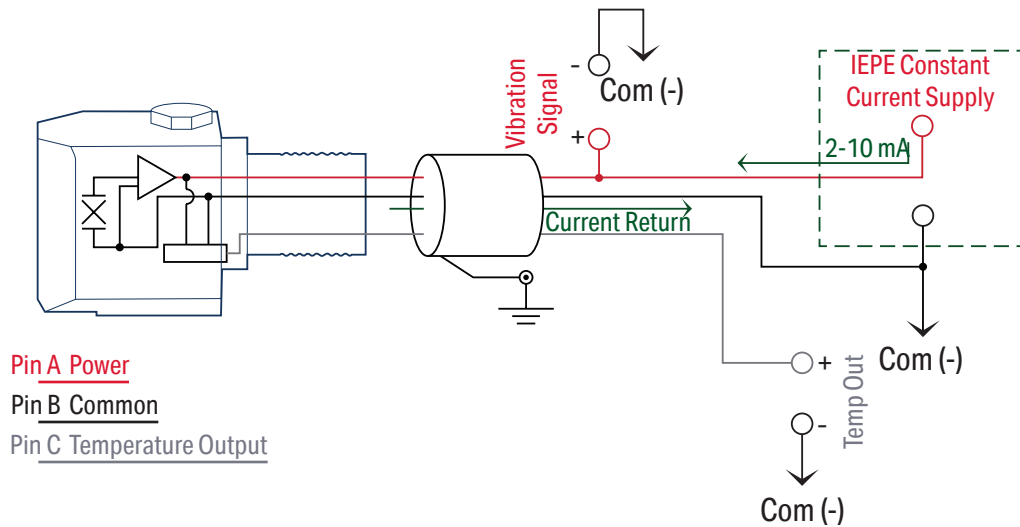 -
Com (-)
+
Vibration
Signal
IEPE Constant
Current Supply
2-10 mA
Current Return
Com (-)
+
-
Temp Out
Com (-)
Pin A Power
Pin B Common
Pin C Temperature Output